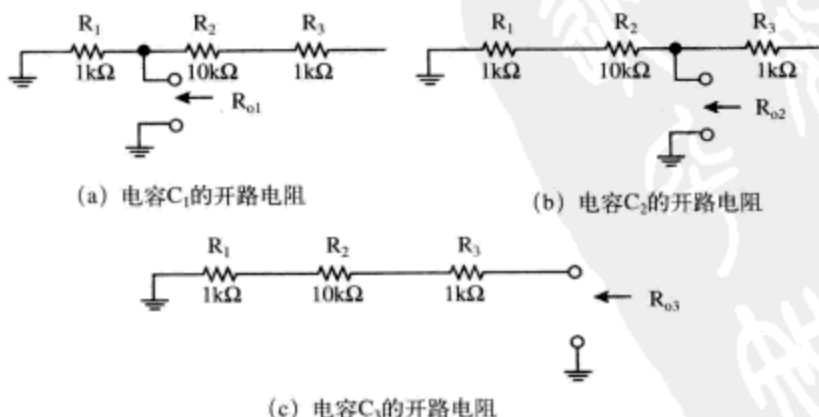 R₁ R₂ R₃
1kΩ 10kΩ 1kΩ
Rₒ₁
(a) 电容C₁的开路电阻
R₁ R₂ R₃
1kΩ 10kΩ 1kΩ
Rₒ₂
(b) 电容C₂的开路电阻
R₁ R₂ R₃
1kΩ 10kΩ 1kΩ
Rₒ₃
(c) 电容C₃的开路电阻